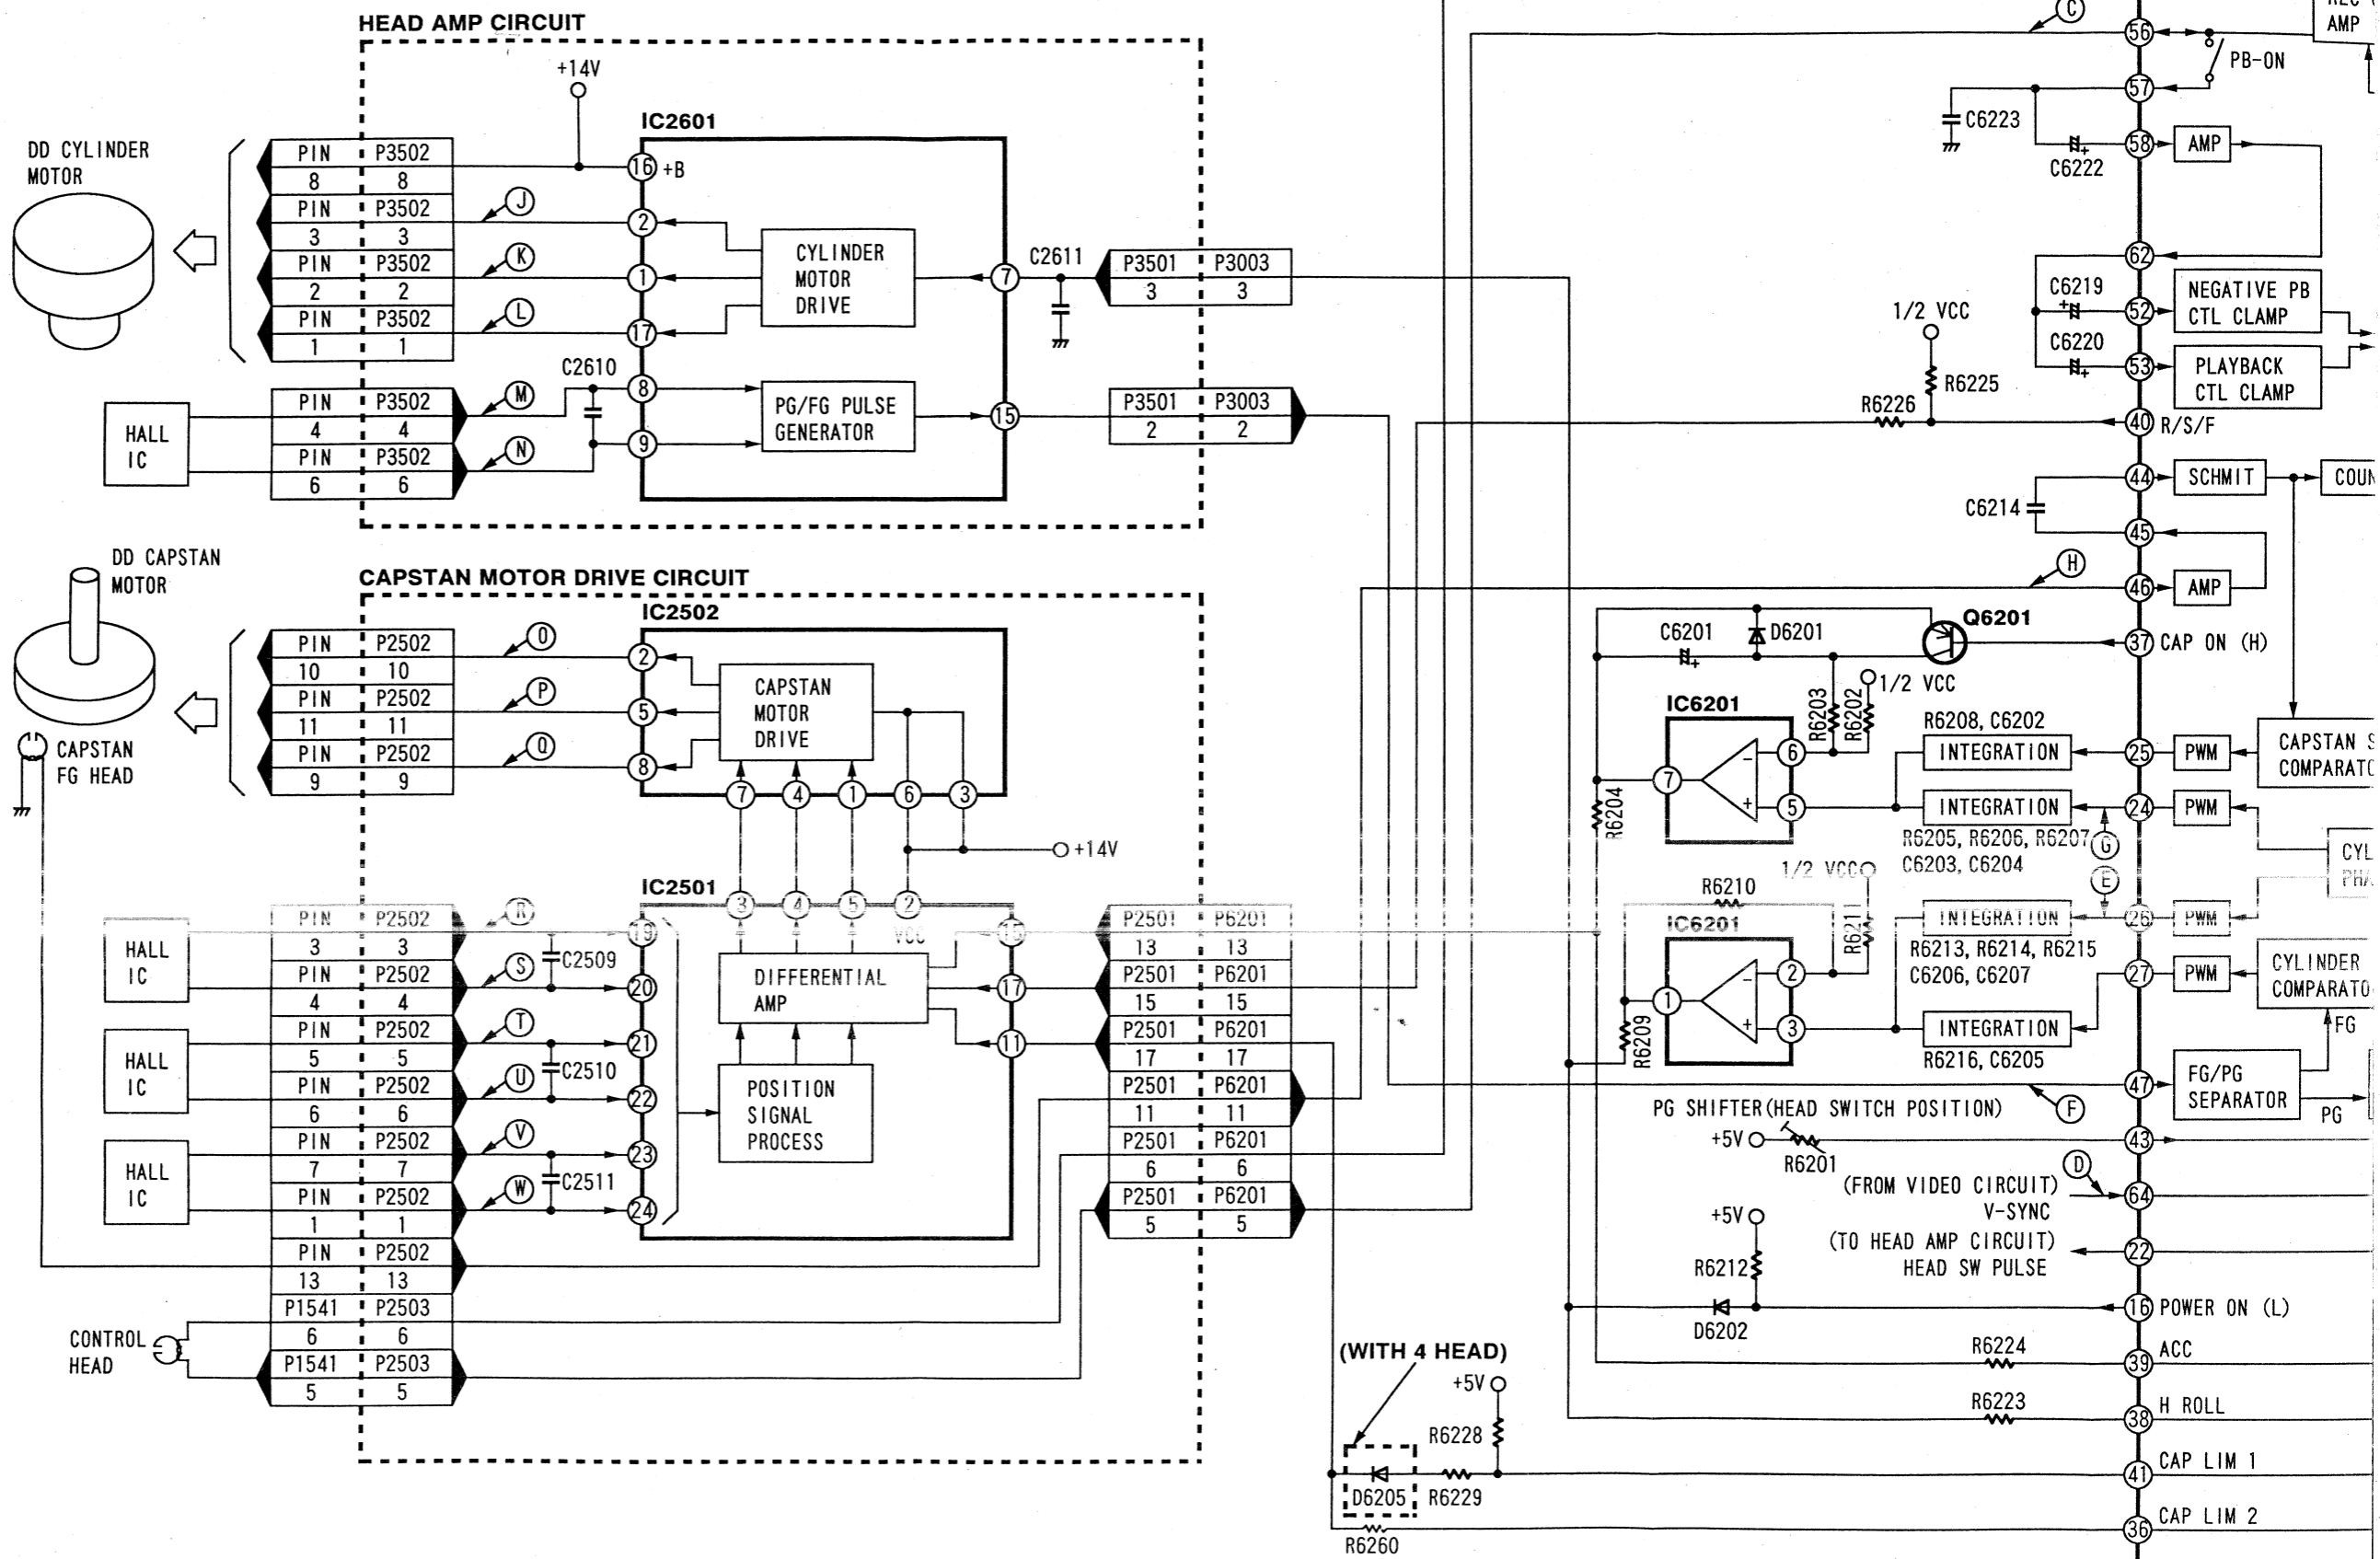 HEAD AMP CIRCUIT
+14V
IC2601
DD CYLINDER
MOTOR
PIN P3502
8 8
PIN P3502
3 3
PIN P3502
2 2
PIN P3502
1 1
J
K
L
16 +B
2
1
17
CYLINDER
MOTOR
DRIVE
7
C2611
P3501 P3003
3 3
HALL
IC
PIN P3502
4 4
PIN P3502
6 6
M
N
C2610
8
9
PG/FG PULSE
GENERATOR
15
P3501 P3003
2 2
DD CAPSTAN
MOTOR
CAPSTAN
FG HEAD
CAPSTAN MOTOR DRIVE CIRCUIT
IC2502
PIN P2502
10 10
PIN P2502
11 11
PIN P2502
9 9
O
P
Q
2
5
8
CAPSTAN
MOTOR
DRIVE
7 4 1 6 3
+14V
IC2501
3 4 5 2
VCC
HALL
IC
PIN P2502
3 3
PIN P2502
4 4
R
S
C2509
19
20
HALL
IC
PIN P2502
5 5
PIN P2502
6 6
T
U
C2510
21
22
HALL
IC
PIN P2502
7 7
PIN P2502
1 1
V
W
C2511
23
24
DIFFERENTIAL
AMP
POSITION
SIGNAL
PROCESS
17
11
PIN P2502
13 13
P1541 P2503
6 6
P1541 P2503
5 5
CONTROL
HEAD
P2501 P6201
13 13
P2501 P6201
15 15
P2501 P6201
17 17
P2501 P6201
11 11
P2501 P6201
6 6
P2501 P6201
5 5
C
56
AMP
PB-ON
57
C6223
58
AMP
C6222
62
C6219
52
NEGATIVE PB
CTL CLAMP
C6220
53
PLAYBACK
CTL CLAMP
1/2 VCC
R6225
R6226
40 R/S/F
44
SCHMIT
COUN
C6214
45
H
46
AMP
C6201
D6201
Q6201
37 CAP ON (H)
1/2 VCC
R6203
R6202
IC6201
6
7
5
R6204
R6208, C6202
INTEGRATION
25
PWM
CAPSTAN S
COMPARATO
INTEGRATION
24
PWM
R6205, R6206, R6207
C6203, C6204
G
E
CYL
PHA
1/2 VCC
R6210
R6211
IC6201
2
1
3
R6209
INTEGRATION
26
PWM
R6213, R6214, R6215
C6206, C6207
27
PWM
CYLINDER
COMPARATO
INTEGRATION
R6216, C6205
FG
47
FG/PG
SEPARATOR
PG
F
PG SHIFTER(HEAD SWITCH POSITION)
+5V
R6201
43
D
(FROM VIDEO CIRCUIT)
V-SYNC
64
+5V
(TO HEAD AMP CIRCUIT)
HEAD SW PULSE
22
R6212
D6202
16 POWER ON (L)
R6224
39 ACC
R6223
38 H ROLL
(WITH 4 HEAD)
+5V
R6228
D6205
R6229
41 CAP LIM 1
R6260
36 CAP LIM 2